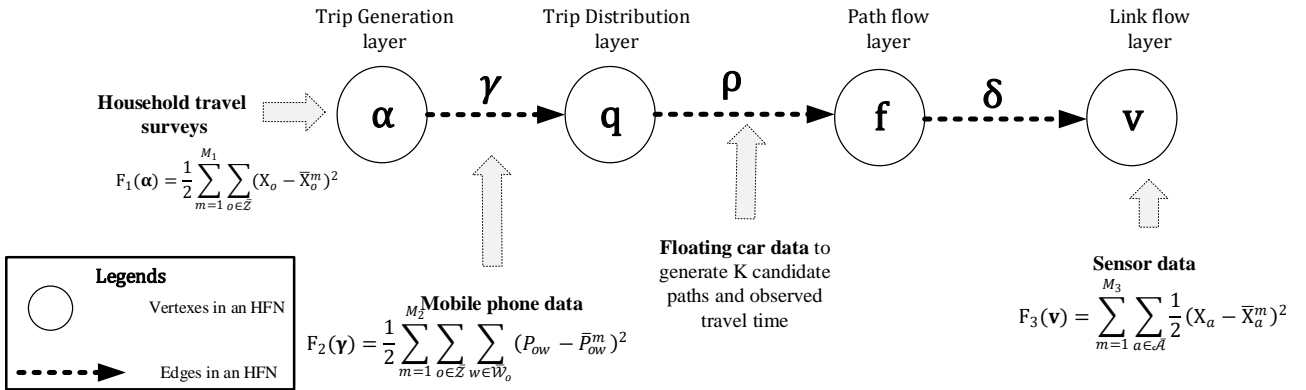 Trip Generation
layer
Trip Distribution
layer
Path flow
layer
Link flow
layer
α
γ
q
ρ
f
δ
v
Household travel
surveys
F₁(α) = 1/2 ∑_{m=1}^{M₁} ∑_{o∈Z̄} (X_o − X̄_o^m)²
Floating car data to
generate K candidate
paths and observed
travel time
Sensor data
F₃(v) = ∑_{m=1}^{M₃} ∑_{a∈𝒜̄} 1/2 (X_a − X̄_a^m)²
Mobile phone data
F₂(γ) = 1/2 ∑_{m=1}^{M₂} ∑_{o∈Z̄} ∑_{w∈W̄_o} (P_ow − P̄_ow^m)²
Legends
Vertexes in an HFN
Edges in an HFN